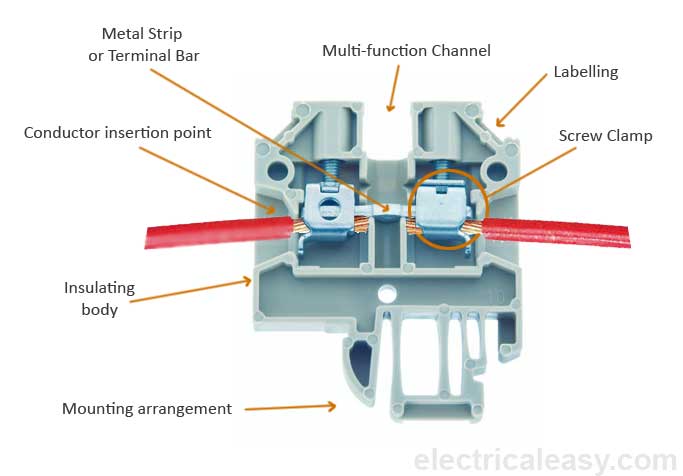 Metal Strip
or Terminal Bar
Multi-function Channel
Labelling
Conductor insertion point
Screw Clamp
Insulating
body
Mounting arrangement
electricaleasy.com